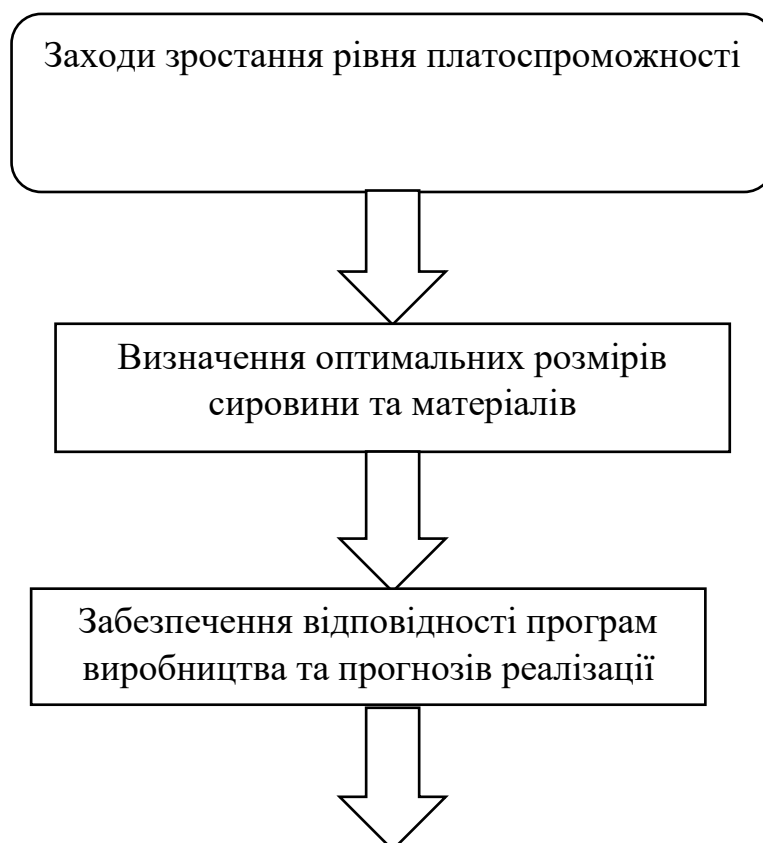 Заходи зростання рівня платоспроможності
Визначення оптимальних розмірів
сировини та матеріалів
Забезпечення відповідності програм
виробництва та прогнозів реалізації